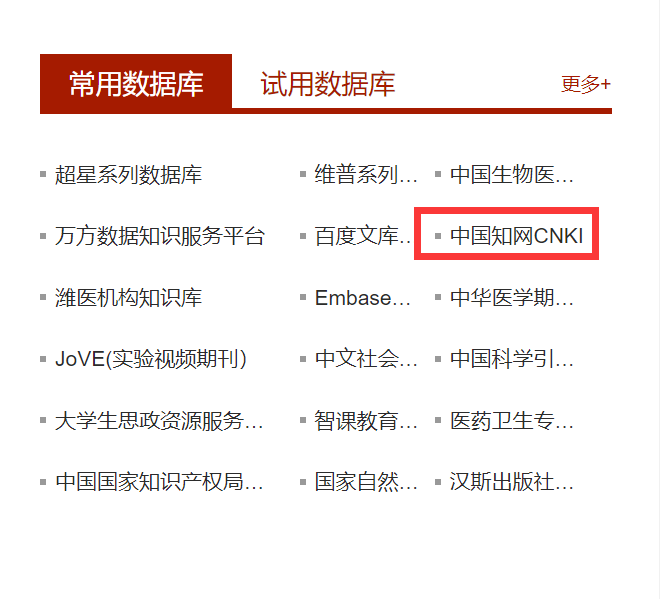 常用数据库 试用数据库 更多+
超星系列数据库 维普系列... 中国生物医...
万方数据知识服务平台 百度文库... 中国知网CNKI
潍医机构知识库 Embase... 中华医学期...
JoVE(实验视频期刊） 中文社会... 中国科学引...
大学生思政资源服务... 智课教育... 医药卫生专...
中国国家知识产权局... 国家自然... 汉斯出版社...